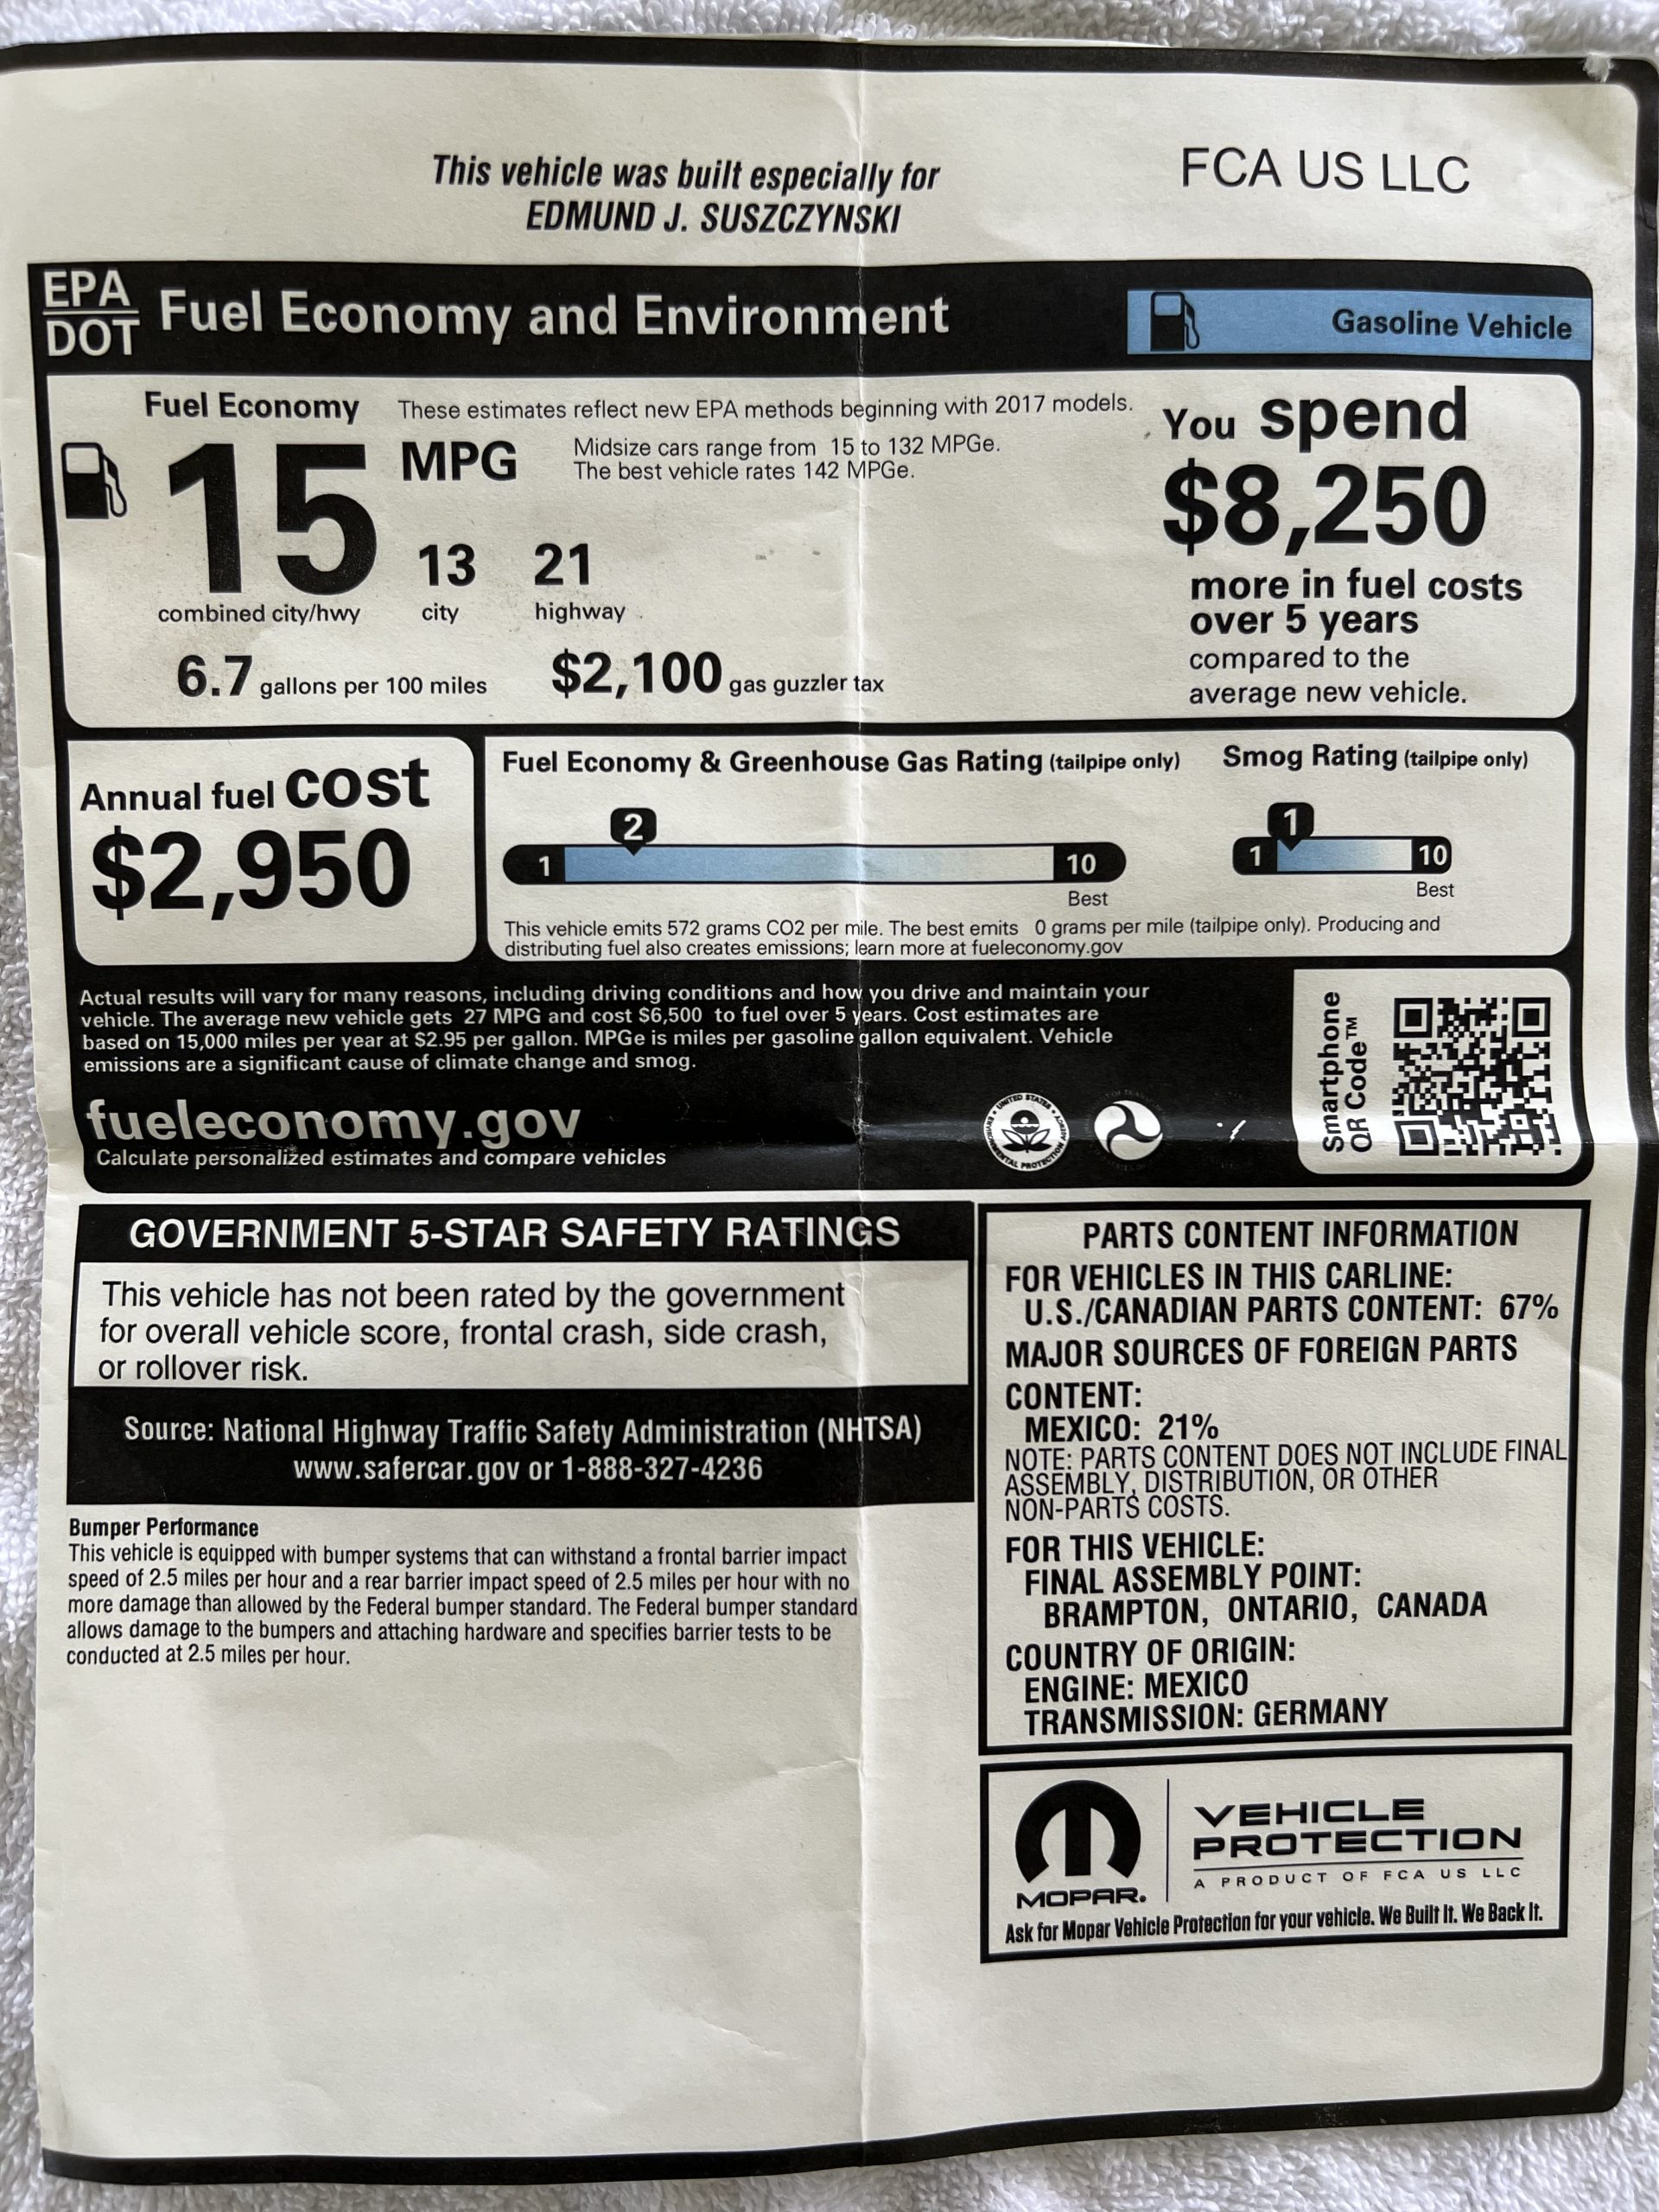 This vehicle was built especially for
EDMUND J. SUSZCZYNSKI
FCA US LLC
EPA
DOT
Fuel Economy and Environment
Gasoline Vehicle
Fuel Economy
These estimates reflect new EPA methods beginning with 2017 models.
15
MPG
Midsize cars range from 15 to 132 MPGe.
The best vehicle rates 142 MPGe.
13
21
combined city/hwy
city
highway
6.7 gallons per 100 miles
$2,100 gas guzzler tax
You spend
$8,250
more in fuel costs
over 5 years
compared to the
average new vehicle.
Annual fuel cost
$2,950
Fuel Economy & Greenhouse Gas Rating (tailpipe only)
2
1
10
Best
Smog Rating (tailpipe only)
1
1
10
Best
This vehicle emits 572 grams CO2 per mile. The best emits 0 grams per mile (tailpipe only). Producing and
distributing fuel also creates emissions; learn more at fueleconomy.gov
Actual results will vary for many reasons, including driving conditions and how you drive and maintain your
vehicle. The average new vehicle gets 27 MPG and cost $6,500 to fuel over 5 years. Cost estimates are
based on 15,000 miles per year at $2.95 per gallon. MPGe is miles per gasoline gallon equivalent. Vehicle
emissions are a significant cause of climate change and smog.
fueleconomy.gov
Calculate personalized estimates and compare vehicles
Smartphone
QR Code™
GOVERNMENT 5-STAR SAFETY RATINGS
This vehicle has not been rated by the government
for overall vehicle score, frontal crash, side crash,
or rollover risk.
Source: National Highway Traffic Safety Administration (NHTSA)
www.safercar.gov or 1-888-327-4236
Bumper Performance
This vehicle is equipped with bumper systems that can withstand a frontal barrier impact
speed of 2.5 miles per hour and a rear barrier impact speed of 2.5 miles per hour with no
more damage than allowed by the Federal bumper standard. The Federal bumper standard
allows damage to the bumpers and attaching hardware and specifies barrier tests to be
conducted at 2.5 miles per hour.
PARTS CONTENT INFORMATION
FOR VEHICLES IN THIS CARLINE:
U.S./CANADIAN PARTS CONTENT: 67%
MAJOR SOURCES OF FOREIGN PARTS
CONTENT:
MEXICO: 21%
NOTE: PARTS CONTENT DOES NOT INCLUDE FINAL
ASSEMBLY, DISTRIBUTION, OR OTHER
NON-PARTS COSTS.
FOR THIS VEHICLE:
FINAL ASSEMBLY POINT:
BRAMPTON, ONTARIO, CANADA
COUNTRY OF ORIGIN:
ENGINE: MEXICO
TRANSMISSION: GERMANY
MOPAR.
VEHICLE
PROTECTION
A PRODUCT OF FCA US LLC
Ask for Mopar Vehicle Protection for your vehicle. We Built It. We Back It.